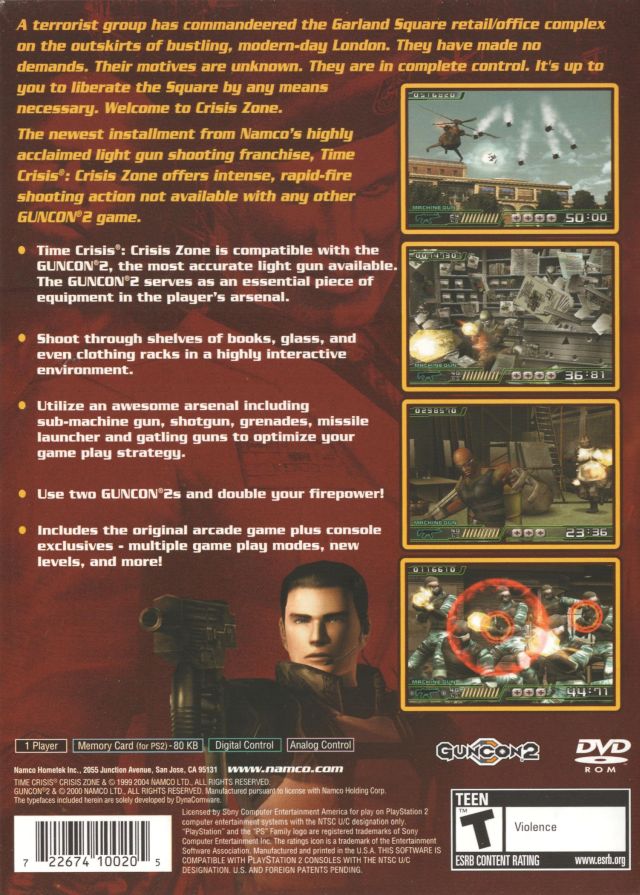 A terrorist group has commandeered the Garland Square retail/office complex
on the outskirts of bustling, modern-day London. They have made no
demands. Their motives are unknown. They are in complete control. It's up to
you to liberate the Square by any means
necessary. Welcome to Crisis Zone.
The newest installment from Namco's highly
acclaimed light gun shooting franchise, Time
Crisis®: Crisis Zone offers intense, rapid-fire
shooting action not available with any other
GUNCON®2 game.
• Time Crisis®: Crisis Zone is compatible with the
GUNCON®2, the most accurate light gun available.
The GUNCON®2 serves as an essential piece of
equipment in the player's arsenal.
• Shoot through shelves of books, glass, and
even clothing racks in a highly interactive
environment.
• Utilize an awesome arsenal including
sub-machine gun, shotgun, grenades, missile
launcher and gatling guns to optimize your
game play strategy.
• Use two GUNCON®2s and double your firepower!
• Includes the original arcade game plus console
exclusives - multiple game play modes, new
levels, and more!
MACHINE GUN
50:00
MACHINE GUN
36:81
0298570
MACHINE GUN
23:36
0116610
MACHINE GUN
44:71
1 Player
Memory Card (for PS2) - 80 KB
Digital Control
Analog Control
GUNCON2
DVD
ROM
Namco Hometek Inc., 2055 Junction Avenue, San Jose, CA 95131 www.namco.com
TIME CRISIS® CRISIS ZONE & © 1999 2004 NAMCO LTD., ALL RIGHTS RESERVED.
GUNCON®2 & © 2000 NAMCO LTD., ALL RIGHTS RESERVED. Manufactured pursuant to license with Namco Holding Corp.
The typefaces included herein are solely developed by DynaComware.
Licensed by Sony Computer Entertainment America for play on PlayStation 2
computer entertainment systems with the NTSC U/C designation only.
"PlayStation" and the "PS" Family logo are registered trademarks of Sony
Computer Entertainment Inc. The ratings icon is a trademark of the Entertainment
Software Association. Manufactured and printed in the U.S.A. THIS SOFTWARE IS
COMPATIBLE WITH PLAYSTATION 2 CONSOLES WITH THE NTSC U/C
DESIGNATION. U.S. AND FOREIGN PATENTS PENDING.
7 22674 10020 5
TEEN
T
Violence
ESRB CONTENT RATING www.esrb.org